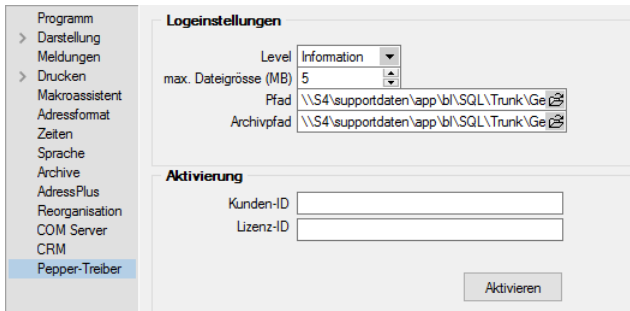 Programm
Darstellung
Meldungen
Drucken
Makroassistent
Adressformat
Zeiten
Sprache
Archive
AdressPlus
Reorganisation
COM Server
CRM
Pepper-Treiber
Logeinstellungen
Level Information
max. Dateigrösse (MB) 5
Pfad \\S4\supportdaten\app\bl\SQL\Trunk\Ge
Archivpfad \\S4\supportdaten\app\bl\SQL\Trunk\Ge
Aktivierung
Kunden-ID
Lizenz-ID
Aktivieren